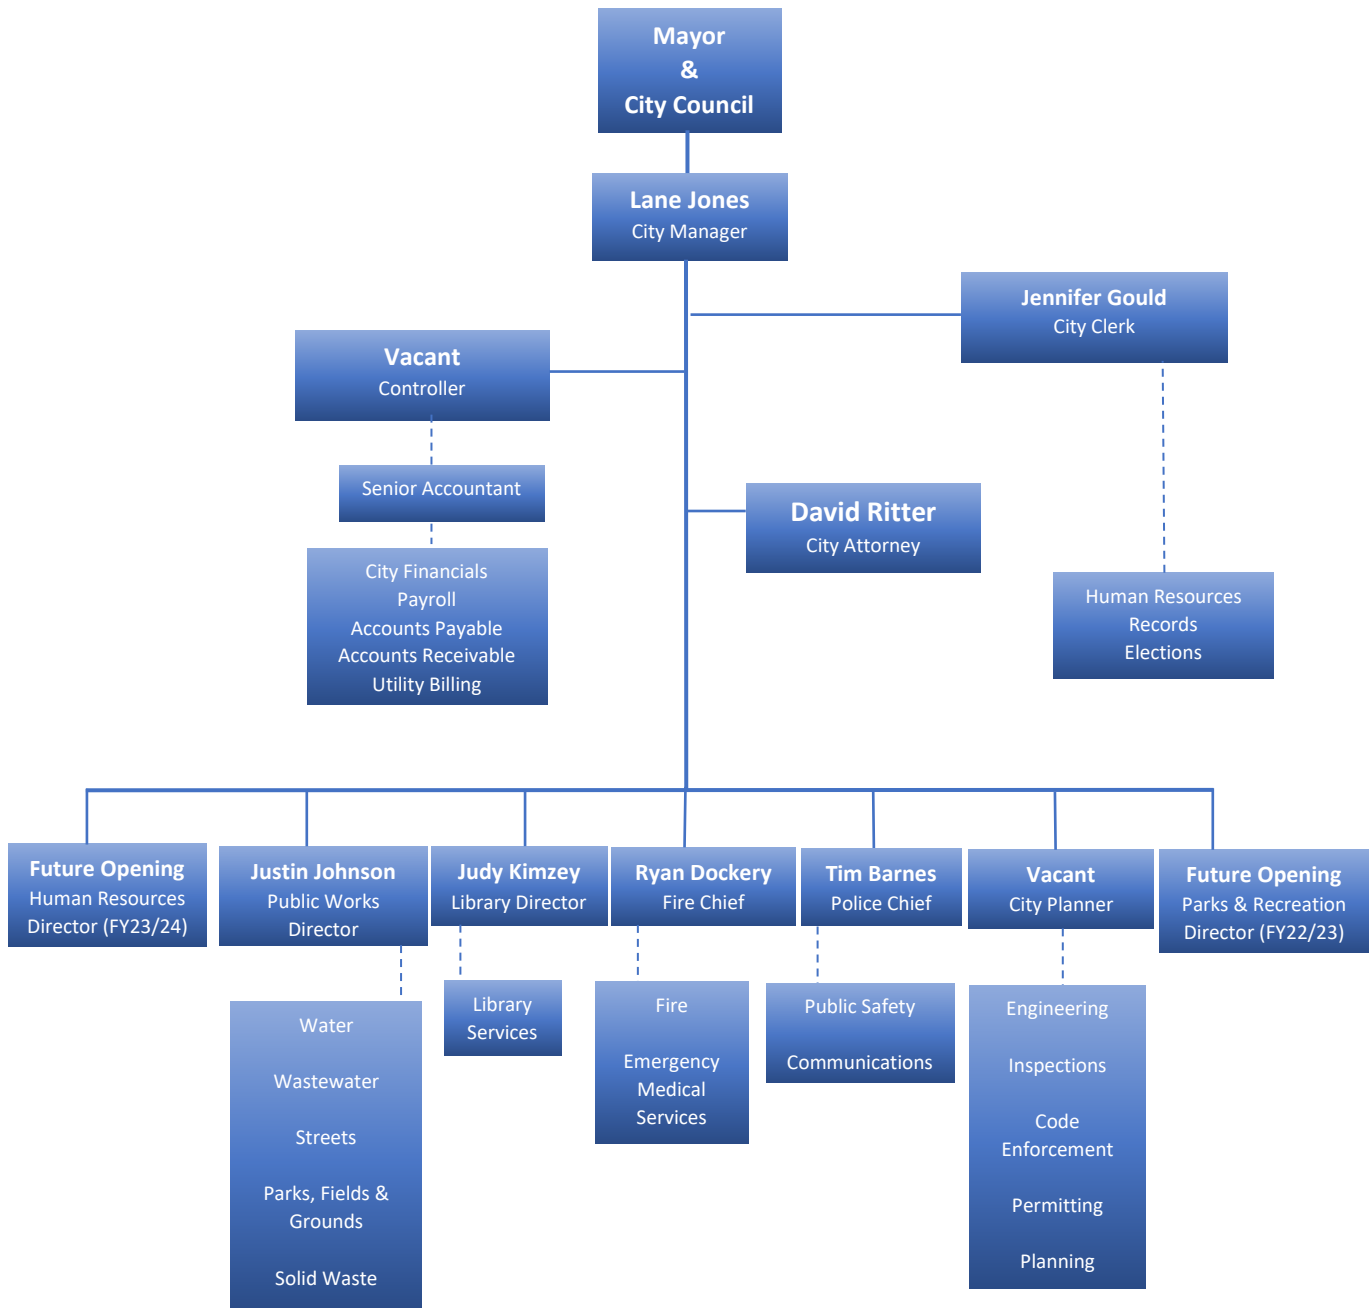 Mayor
&
City Council
Lane Jones
City Manager
Jennifer Gould
City Clerk
Vacant
Controller
Senior Accountant
City Financials
Payroll
Accounts Payable
Accounts Receivable
Utility Billing
David Ritter
City Attorney
Human Resources
Records
Elections
Future Opening
Human Resources
Director (FY23/24)
Justin Johnson
Public Works
Director
Judy Kimzey
Library Director
Ryan Dockery
Fire Chief
Tim Barnes
Police Chief
Vacant
City Planner
Future Opening
Parks & Recreation
Director (FY22/23)
Water
Wastewater
Streets
Parks, Fields &
Grounds
Solid Waste
Library
Services
Fire
Emergency
Medical
Services
Public Safety
Communications
Engineering
Inspections
Code
Enforcement
Permitting
Planning